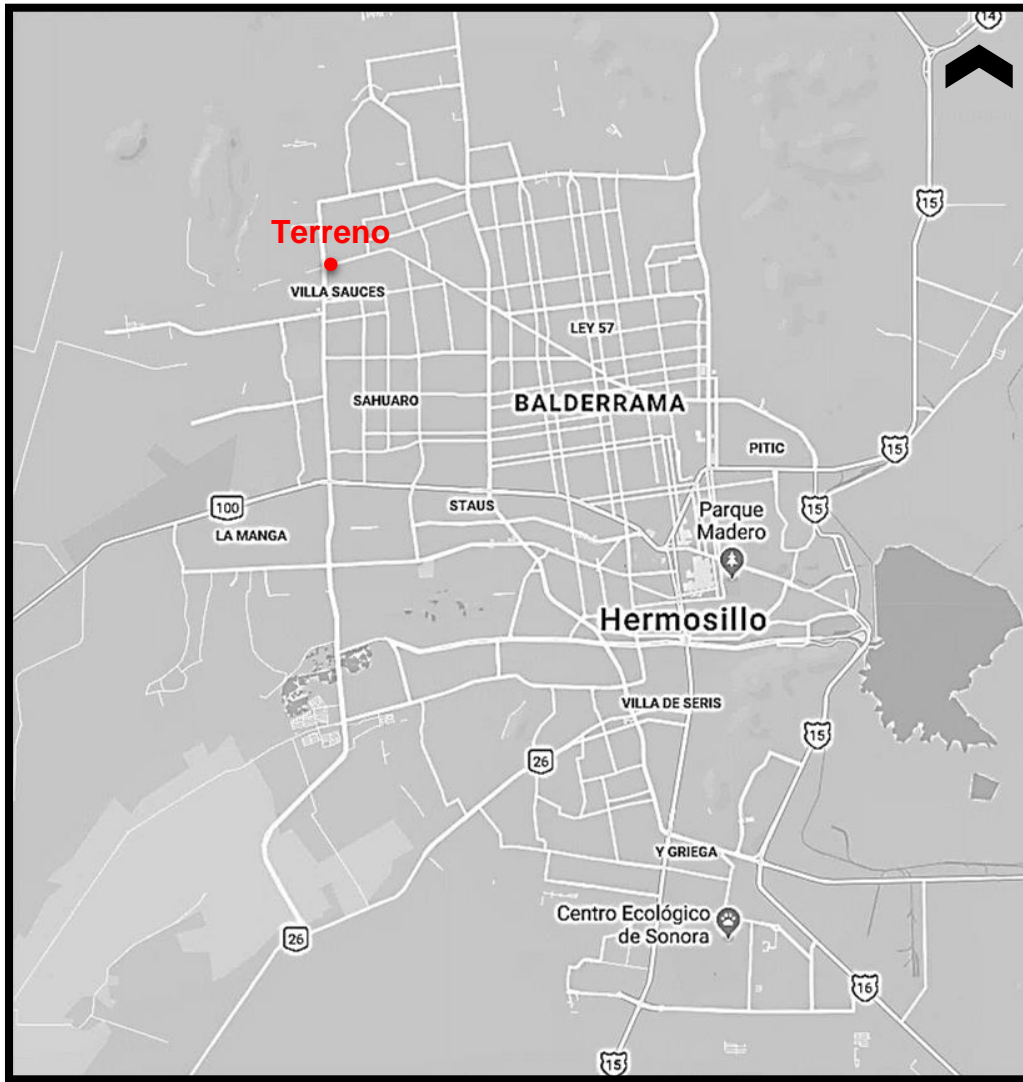 14
15
Terreno
VILLA SAUCES
LEY 57
SAHUARO
BALDERRAMA
PITIC
15
100
STAUS
15
LA MANGA
Parque
Madero
Hermosillo
VILLA DE SERIS
15
26
Y GRIEGA
Centro Ecológico
de Sonora
26
16
15